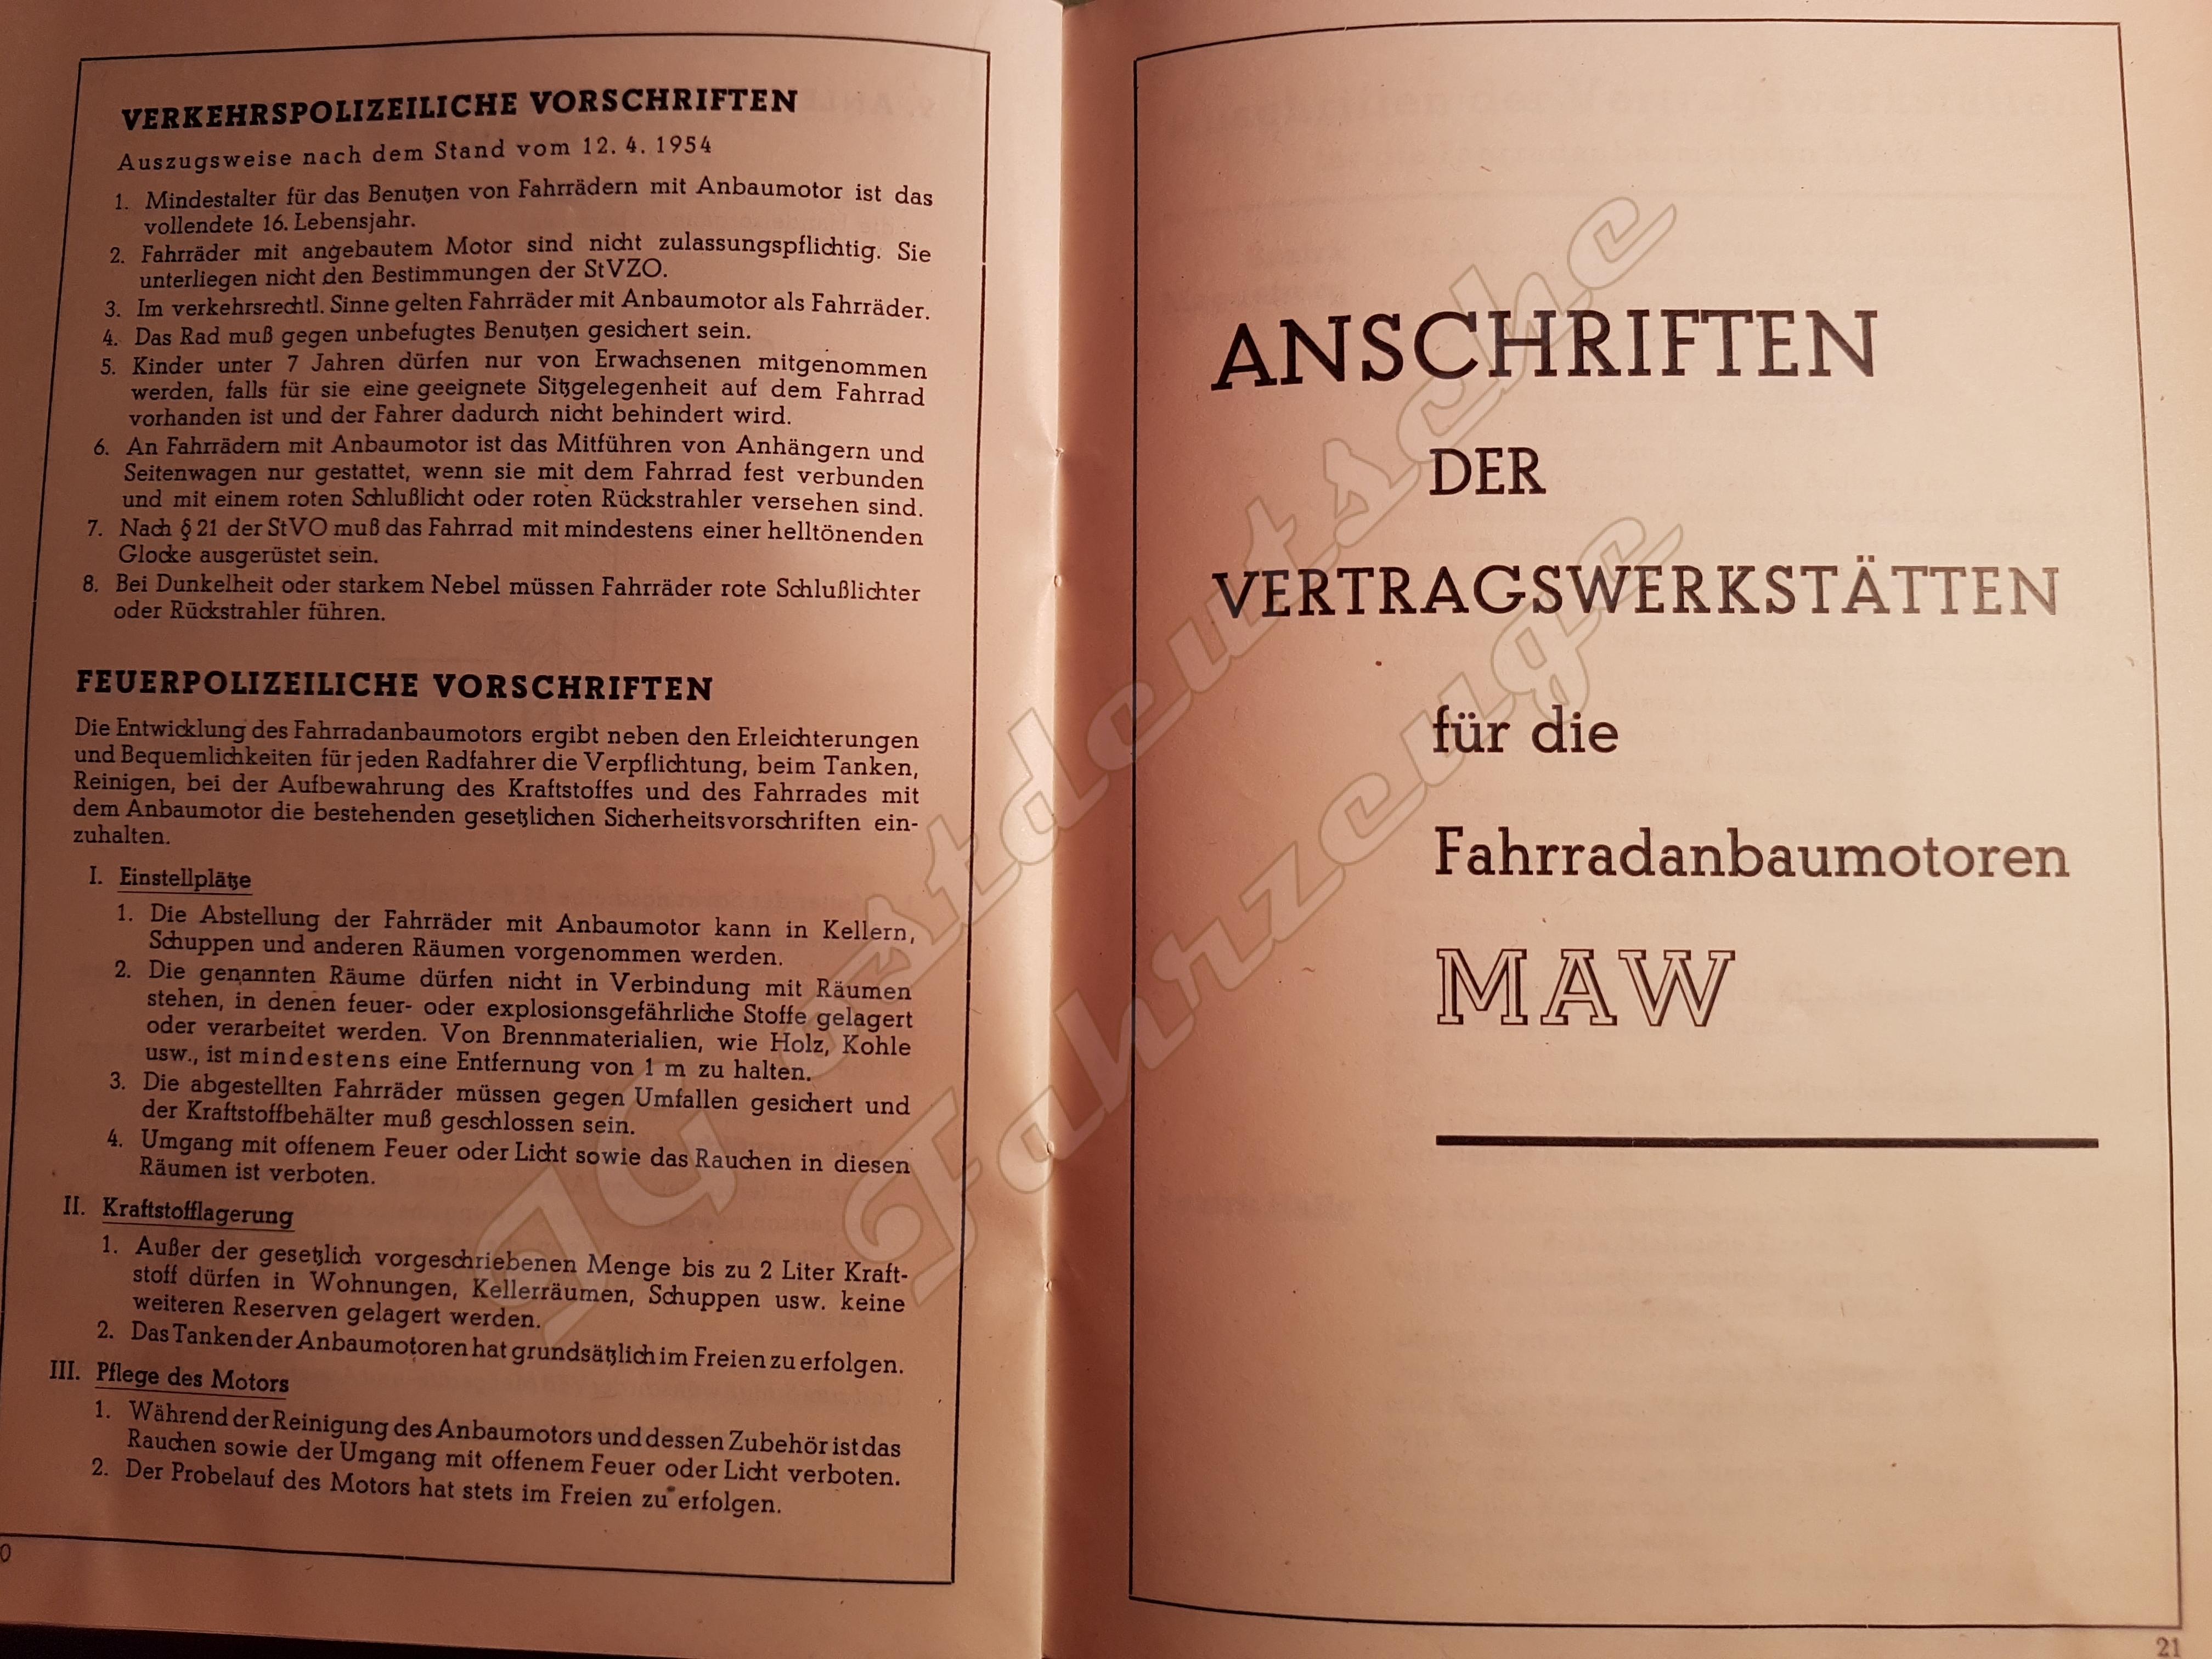 VERKEHRSPOLIZEILICHE VORSCHRIFTEN
Auszugsweise nach dem Stand vom 12. 4. 1954
1. Mindestalter für das Benutzen von Fahrrädern mit Anbaumotor ist das
vollendete 16. Lebensjahr.
2. Fahrräder mit angebautem Motor sind nicht zulassungspflichtig. Sie
unterliegen nicht den Bestimmungen der StVZO.
3. Im verkehrsrechtl. Sinne gelten Fahrräder mit Anbaumotor als Fahrräder.
4. Das Rad muß gegen unbefugtes Benutzen gesichert sein.
5. Kinder unter 7 Jahren dürfen nur von Erwachsenen mitgenommen
werden, falls für sie eine geeignete Sitzgelegenheit auf dem Fahrrad
vorhanden ist und der Fahrer dadurch nicht behindert wird.
6. An Fahrrädern mit Anbaumotor ist das Mitführen von Anhängern und
Seitenwagen nur gestattet, wenn sie mit dem Fahrrad fest verbunden
und mit einem roten Schlußlicht oder roten Rückstrahler versehen sind.
7. Nach § 21 der StVO muß das Fahrrad mit mindestens einer helltönenden
Glocke ausgerüstet sein.
8. Bei Dunkelheit oder starkem Nebel müssen Fahrräder rote Schlußlichter
oder Rückstrahler führen.
FEUERPOLIZEILICHE VORSCHRIFTEN
Die Entwicklung des Fahrradanbaumotors ergibt neben den Erleichterungen
und Bequemlichkeiten für jeden Radfahrer die Verpflichtung, beim Tanken,
Reinigen, bei der Aufbewahrung des Kraftstoffes und des Fahrrades mit
dem Anbaumotor die bestehenden gesetzlichen Sicherheitsvorschriften ein-
zuhalten.
I. Einstellplätze
1. Die Abstellung der Fahrräder mit Anbaumotor kann in Kellern,
Schuppen und anderen Räumen vorgenommen werden.
2. Die genannten Räume dürfen nicht in Verbindung mit Räumen
stehen, in denen feuer- oder explosionsgefährliche Stoffe gelagert
oder verarbeitet werden. Von Brennmaterialien, wie Holz, Kohle
usw., ist mindestens eine Entfernung von 1 m zu halten.
3. Die abgestellten Fahrräder müssen gegen Umfallen gesichert und
der Kraftstoffbehälter muß geschlossen sein.
4. Umgang mit offenem Feuer oder Licht sowie das Rauchen in diesen
Räumen ist verboten.
II. Kraftstofflagerung
1. Außer der gesetzlich vorgeschriebenen Menge bis zu 2 Liter Kraft-
stoff dürfen in Wohnungen, Kellerräumen, Schuppen usw. keine
weiteren Reserven gelagert werden.
2. Das Tanken der Anbaumotoren hat grundsätzlich im Freien zu erfolgen.
III. Pflege des Motors
1. Während der Reinigung des Anbaumotors und dessen Zubehör ist das
Rauchen sowie der Umgang mit offenem Feuer oder Licht verboten.
2. Der Probelauf des Motors hat stets im Freien zu erfolgen.
0
ANSCHRIFTEN
DER
VERTRAGSWERKSTÄTTEN
für die
Fahrradanbaumotoren
MAW
21
IG Ostdeutsche
Fahrzeuge